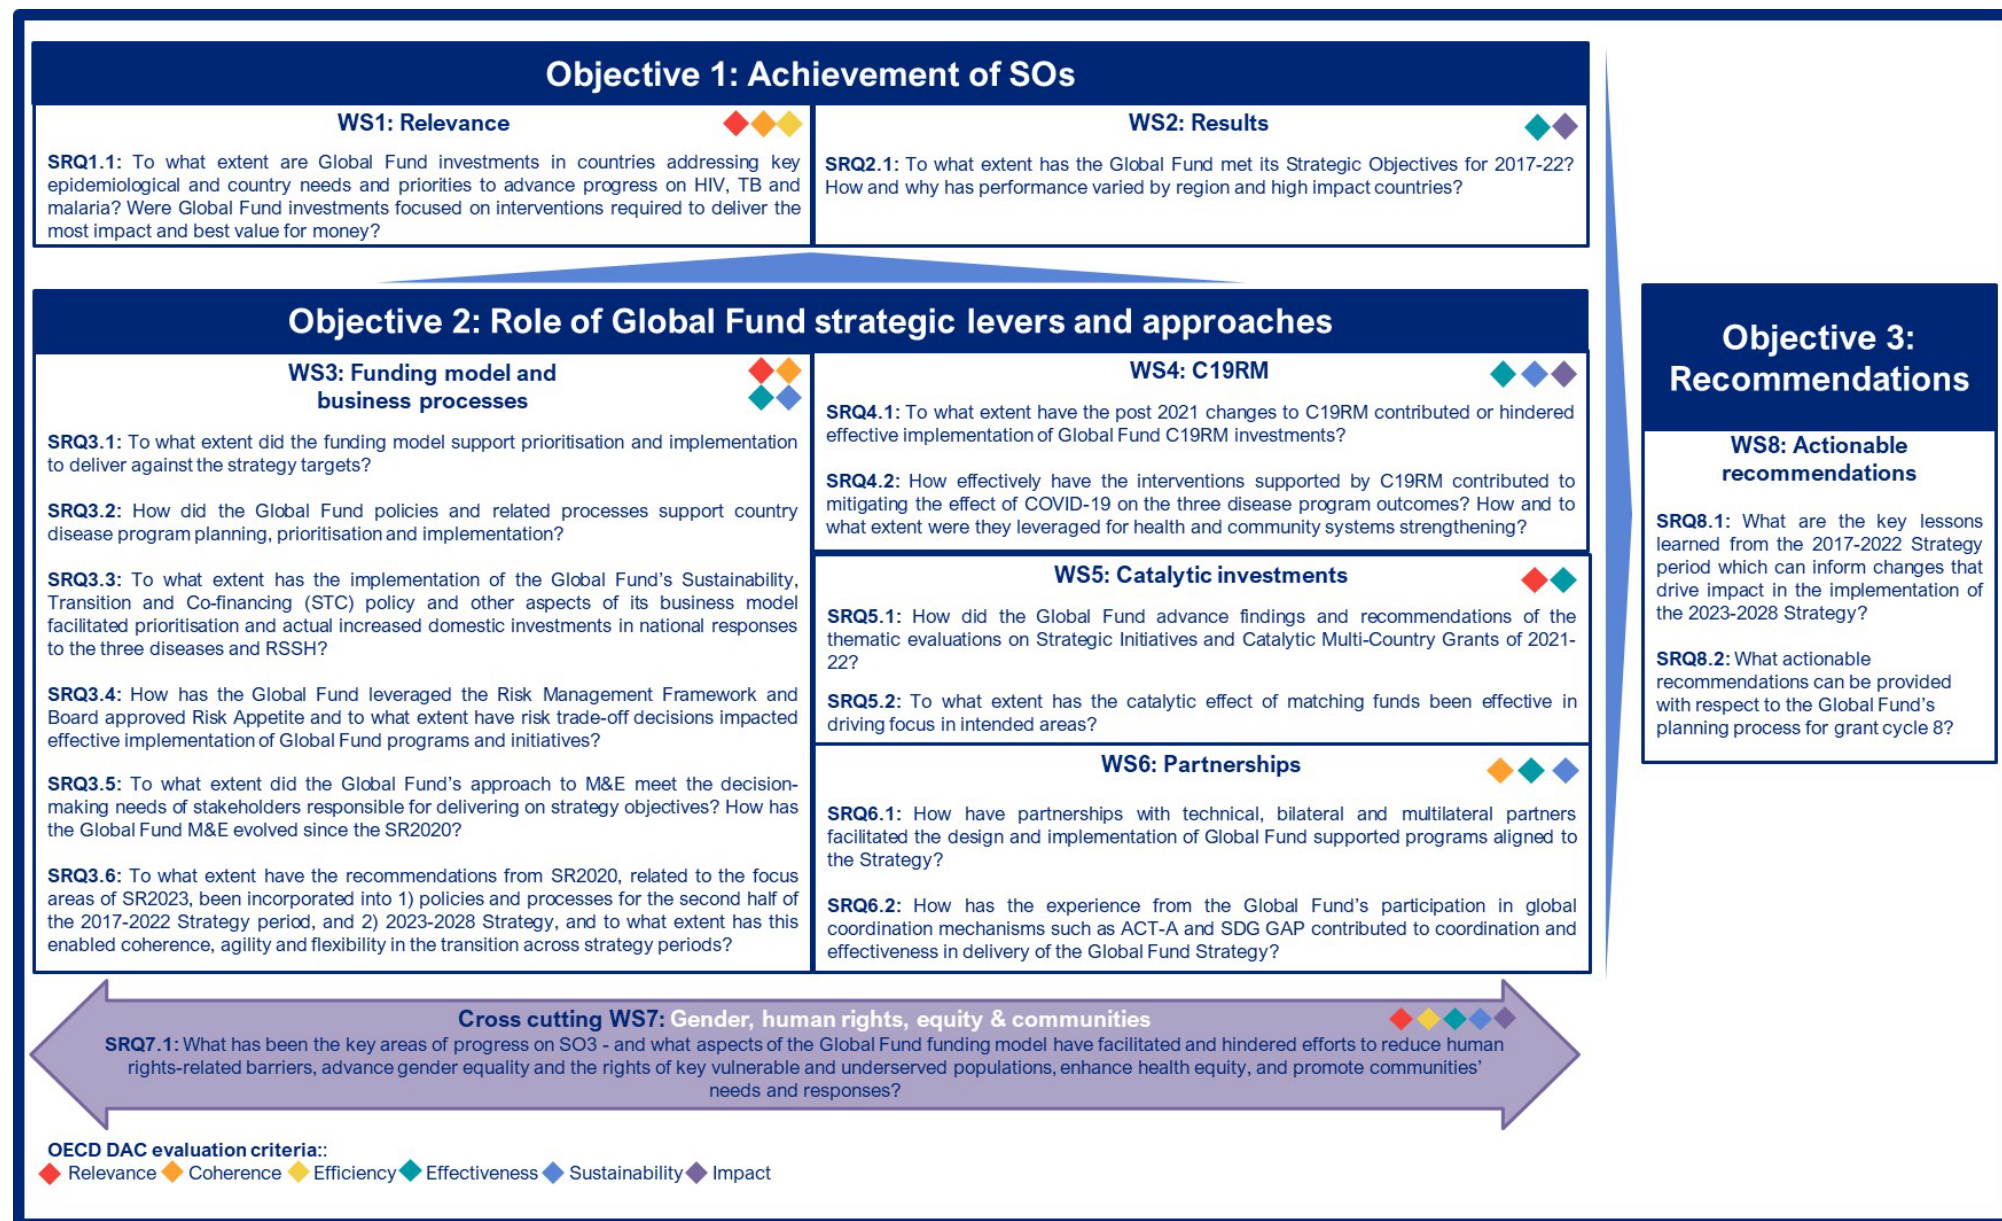 Objective 1: Achievement of SOs
WS1: Relevance
SRQ1.1: To what extent are Global Fund investments in countries addressing key
epidemiological and country needs and priorities to advance progress on HIV, TB and
malaria? Were Global Fund investments focused on interventions required to deliver the
most impact and best value for money?
WS2: Results
SRQ2.1: To what extent has the Global Fund met its Strategic Objectives for 2017-22?
How and why has performance varied by region and high impact countries?
Objective 2: Role of Global Fund strategic levers and approaches
WS3: Funding model and
business processes
SRQ3.1: To what extent did the funding model support prioritisation and implementation
to deliver against the strategy targets?
SRQ3.2: How did the Global Fund policies and related processes support country
disease program planning, prioritisation and implementation?
SRQ3.3: To what extent has the implementation of the Global Fund's Sustainability,
Transition and Co-financing (STC) policy and other aspects of its business model
facilitated prioritisation and actual increased domestic investments in national responses
to the three diseases and RSSH?
SRQ3.4: How has the Global Fund leveraged the Risk Management Framework and
Board approved Risk Appetite and to what extent have risk trade-off decisions impacted
effective implementation of Global Fund programs and initiatives?
SRQ3.5: To what extent did the Global Fund's approach to M&E meet the decision-
making needs of stakeholders responsible for delivering on strategy objectives? How has
the Global Fund M&E evolved since the SR2020?
SRQ3.6: To what extent have the recommendations from SR2020, related to the focus
areas of SR2023, been incorporated into 1) policies and processes for the second half of
the 2017-2022 Strategy period, and 2) 2023-2028 Strategy, and to what extent has this
enabled coherence, agility and flexibility in the transition across strategy periods?
WS4: C19RM
SRQ4.1: To what extent have the post 2021 changes to C19RM contributed or hindered
effective implementation of Global Fund C19RM investments?
SRQ4.2: How effectively have the interventions supported by C19RM contributed to
mitigating the effect of COVID-19 on the three disease program outcomes? How and to
what extent were they leveraged for health and community systems strengthening?
WS5: Catalytic investments
SRQ5.1: How did the Global Fund advance findings and recommendations of the
thematic evaluations on Strategic Initiatives and Catalytic Multi-Country Grants of 2021-
22?
SRQ5.2: To what extent has the catalytic effect of matching funds been effective in
driving focus in intended areas?
WS6: Partnerships
SRQ6.1: How have partnerships with technical, bilateral and multilateral partners
facilitated the design and implementation of Global Fund supported programs aligned to
the Strategy?
SRQ6.2: How has the experience from the Global Fund's participation in global
coordination mechanisms such as ACT-A and SDG GAP contributed to coordination and
effectiveness in delivery of the Global Fund Strategy?
Objective 3:
Recommendations
WS8: Actionable
recommendations
SRQ8.1: What are the key lessons
learned from the 2017-2022 Strategy
period which can inform changes that
drive impact in the implementation of
the 2023-2028 Strategy?
SRQ8.2: What actionable
recommendations can be provided
with respect to the Global Fund's
planning process for grant cycle 8?
Cross cutting WS7: Gender, human rights, equity & communities
SRQ7.1: What has been the key areas of progress on SO3 - and what aspects of the Global Fund funding model have facilitated and hindered efforts to reduce human
rights-related barriers, advance gender equality and the rights of key vulnerable and underserved populations, enhance health equity, and promote communities'
needs and responses?
OECD DAC evaluation criteria::
Relevance Coherence Efficiency Effectiveness Sustainability Impact